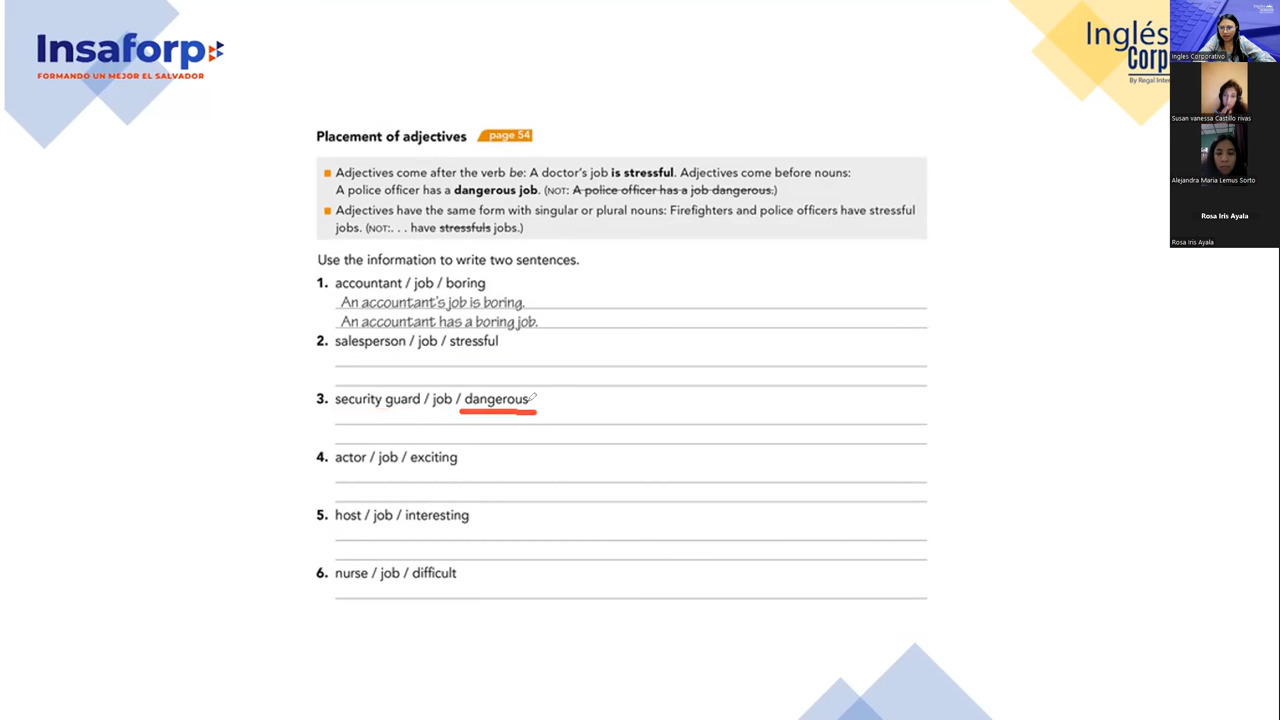 Insaforp
FORMANDO UN MEJOR EL SALVADOR
Inglés
Corp
By Regal Inter
Ingles Corporativo
Susan vanessa Castillo rivas
Alejandra Maria Lemus Sorto
Rosa Iris Ayala
Rosa Iris Ayala
Placement of adjectives page 54
Adjectives come after the verb be: A doctor's job is stressful. Adjectives come before nouns:
A police officer has a dangerous job. (NOT: A police officer has a job dangerous.)
Adjectives have the same form with singular or plural nouns: Firefighters and police officers have stressful
jobs. (NOT:. . . have stressfuls jobs.)
Use the information to write two sentences.
1. accountant / job / boring
An accountant's job is boring.
An accountant has a boring job.
2. salesperson / job / stressful
3. security guard / job / dangerous
4. actor / job / exciting
5. host / job / interesting
6. nurse / job / difficult